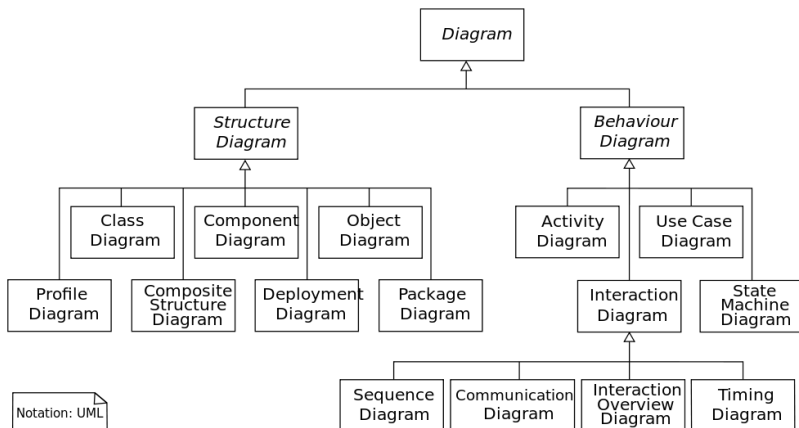 Diagram
Structure
Diagram
Behaviour
Diagram
Class
Diagram
Component
Diagram
Object
Diagram
Activity
Diagram
Use Case
Diagram
Profile
Diagram
Composite
Structure
Diagram
Deployment
Diagram
Package
Diagram
Interaction
Diagram
State
Machine
Diagram
Sequence
Diagram
Communication
Diagram
Interaction
Overview
Diagram
Timing
Diagram
Notation: UML